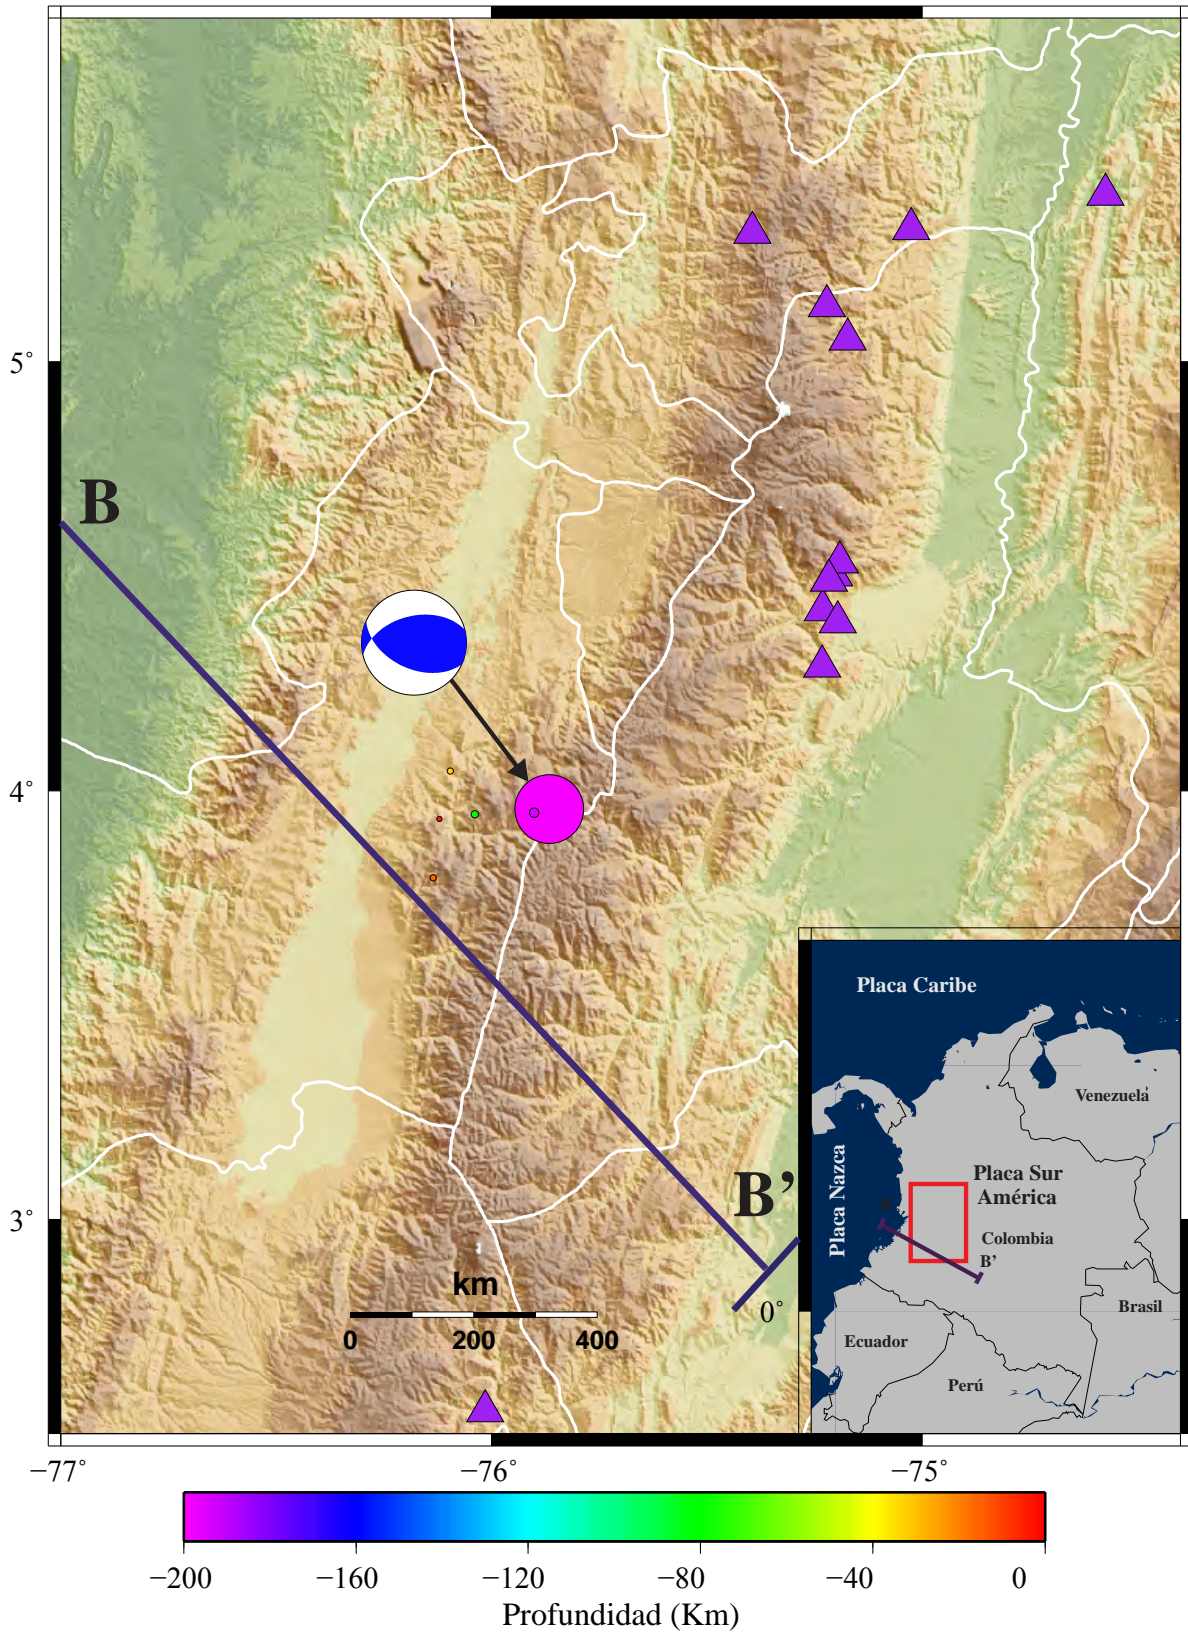 5°
B
4°
3°
B'
km
0 200 400
0°
Placa Caribe
Venezuela
Placa Nazca
Placa Sur
América
B
Colombia
B'
Brasil
Ecuador
Perú
−77° −76° −75°
−200 −160 −120 −80 −40 0
Profundidad (Km)